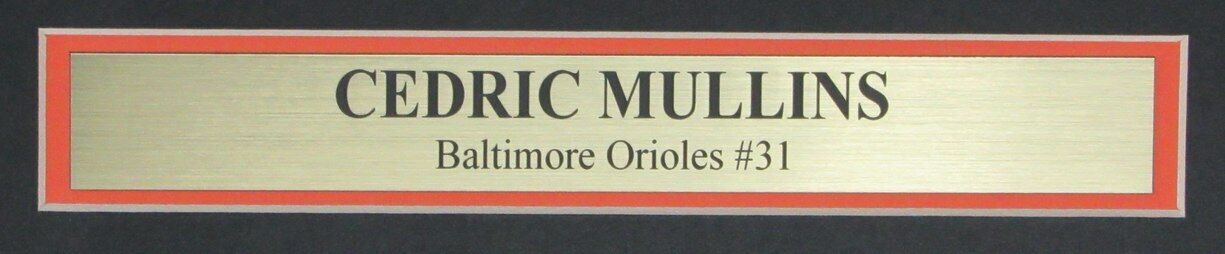 CEDRIC MULLINS
Baltimore Orioles #31